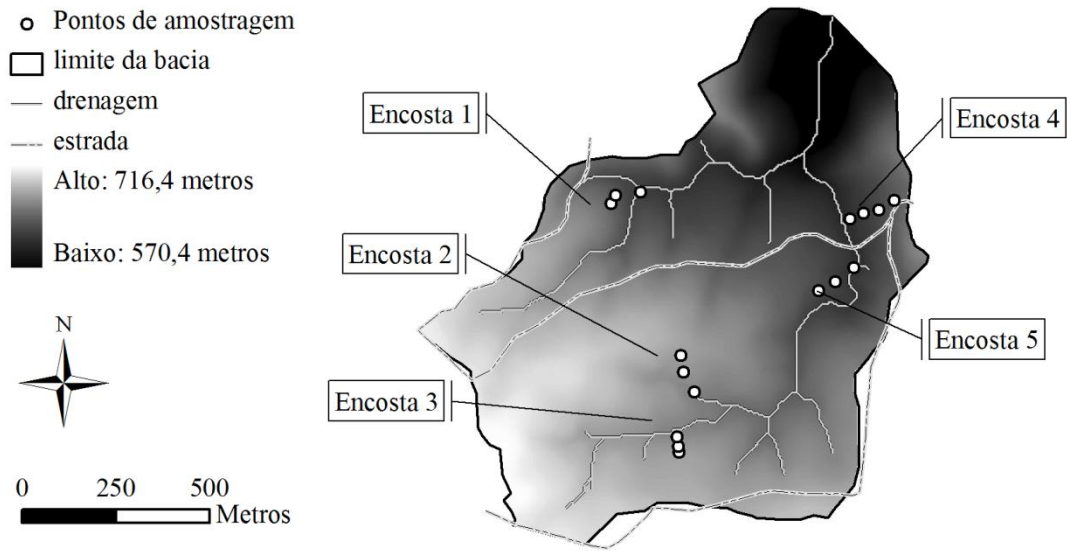 Pontos de amostragem
limite da bacia
drenagem
estrada
Alto: 716,4 metros
Baixo: 570,4 metros
N
0 250 500
Metros
Encosta 1
Encosta 2
Encosta 3
Encosta 4
Encosta 5